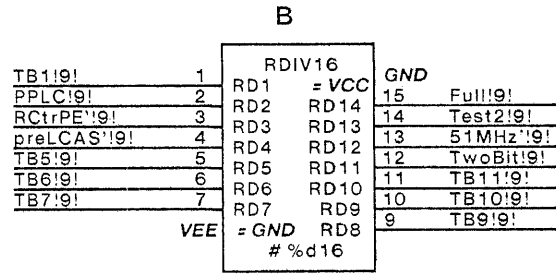 B
RDIV16
GND
TB1!9! 1 RD1 = VCC
PPLC!9! 2 RD2 RD14 15 Full!9!
RCtrPE'!9! 3 RD3 RD13 14 Test2!9!
preLCAS'!9! 4 RD4 RD12 13 51MHz'!9!
TB5!9! 5 RD5 RD11 12 TwoBit!9!
TB6!9! 6 RD6 RD10 11 TB11!9!
TB7!9! 7 RD7 RD9 10 TB10!9!
VEE = GND RD8 9 TB9!9!
# %d16